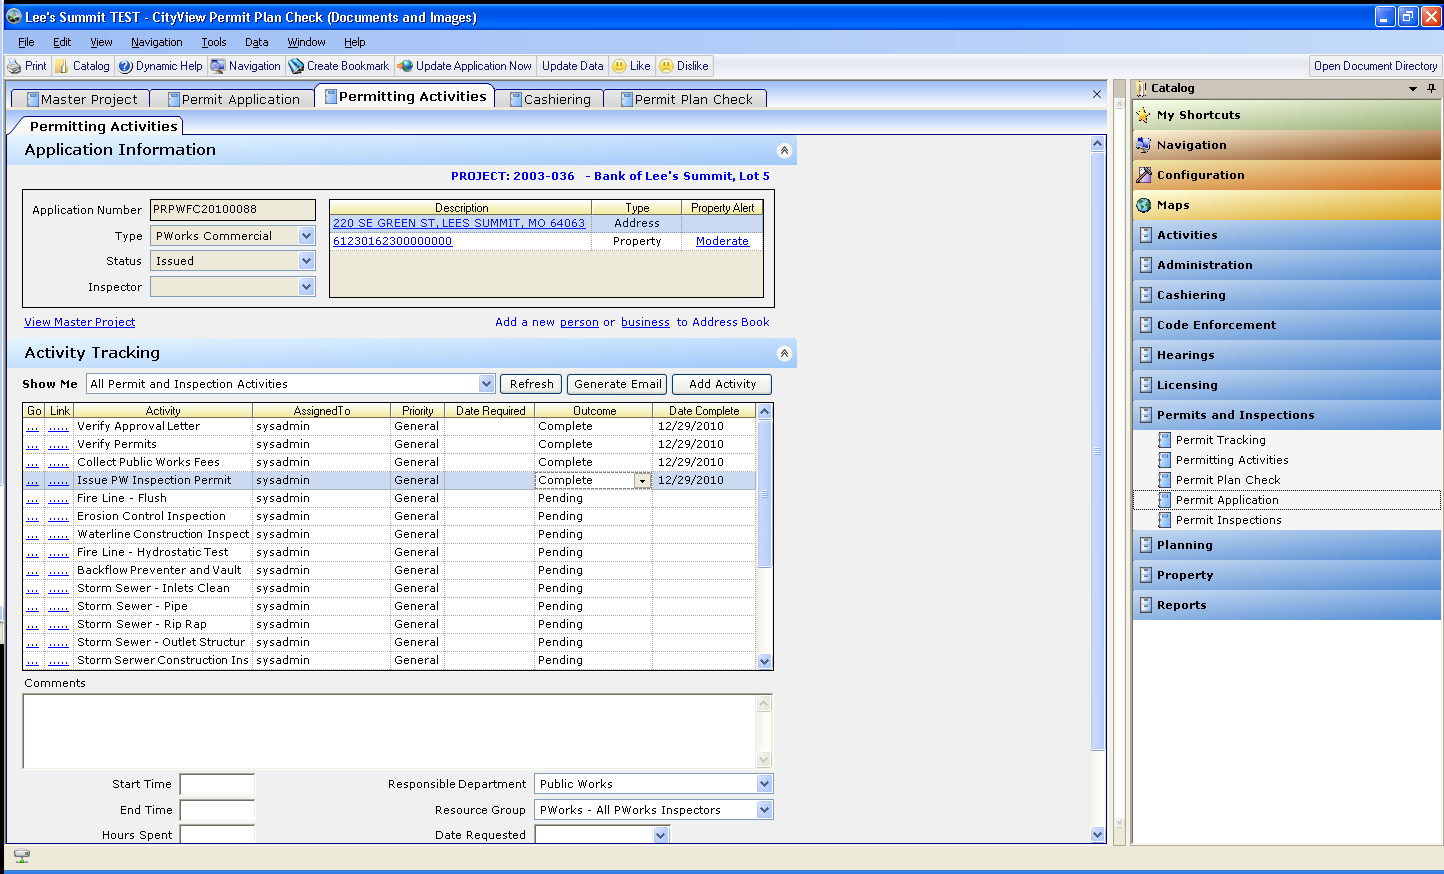 Lee's Summit TEST - CityView Permit Plan Check (Documents and Images)
File Edit View Navigation Tools Data Window Help
Print Catalog Dynamic Help Navigation Create Bookmark Update Application Now Update Data Like Dislike Open Document Directory
Master Project Permit Application Permitting Activities Cashiering Permit Plan Check
Permitting Activities
Application Information
PROJECT: 2003-036 - Bank of Lee's Summit, Lot 5
Application Number PRPWFC20100088
Type PWorks Commercial
Status Issued
Inspector
Description Type Property Alert
220 SE GREEN ST, LEES SUMMIT, MO 64063 Address
61230162300000000 Property Moderate
View Master Project Add a new person or business to Address Book
Activity Tracking
Show Me All Permit and Inspection Activities Refresh Generate Email Add Activity
Go Link Activity AssignedTo Priority Date Required Outcome Date Complete
... ..... Verify Approval Letter sysadmin General Complete 12/29/2010
... ..... Verify Permits sysadmin General Complete 12/29/2010
... ..... Collect Public Works Fees sysadmin General Complete 12/29/2010
... ..... Issue PW Inspection Permit sysadmin General Complete 12/29/2010
... ..... Fire Line - Flush sysadmin General Pending
... ..... Erosion Control Inspection sysadmin General Pending
... ..... Waterline Construction Inspect sysadmin General Pending
... ..... Fire Line - Hydrostatic Test sysadmin General Pending
... ..... Backflow Preventer and Vault sysadmin General Pending
... ..... Storm Sewer - Inlets Clean sysadmin General Pending
... ..... Storm Sewer - Pipe sysadmin General Pending
... ..... Storm Sewer - Rip Rap sysadmin General Pending
... ..... Storm Sewer - Outlet Structur sysadmin General Pending
... ..... Storm Serwer Construction Ins sysadmin General Pending
Comments
Start Time Responsible Department Public Works
End Time Resource Group PWorks - All PWorks Inspectors
Hours Spent Date Requested
Catalog
My Shortcuts
Navigation
Configuration
Maps
Activities
Administration
Cashiering
Code Enforcement
Hearings
Licensing
Permits and Inspections
Permit Tracking
Permitting Activities
Permit Plan Check
Permit Application
Permit Inspections
Planning
Property
Reports